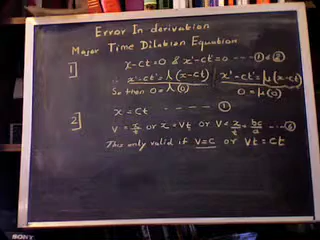 Error In derivation
Major Time Dilation Equation
1] x-ct=0 & x'-ct'=0 ---- ① & ②
∴ x'-ct'=λ(x-ct) | x'-ct'=μ(x-ct)
So then 0=λ(0) 0=μ(0)
2] x=ct ------ ①
V=x/t or x=Vt or V=x/t=bc/a ---⑥
This only valid if V=c or Vt=ct
SONY